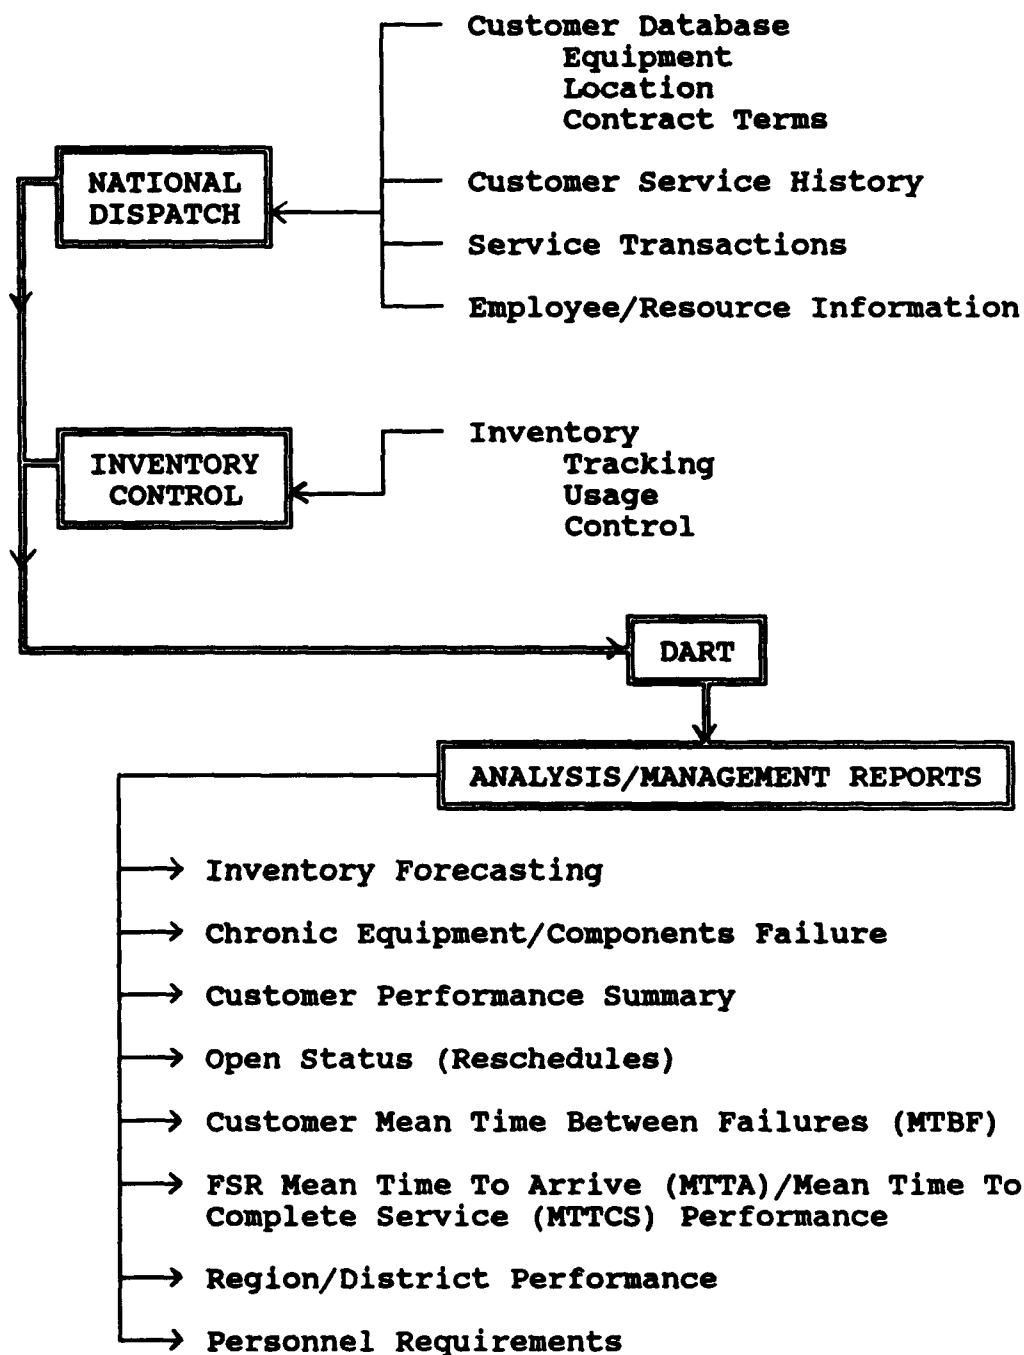 Customer Database
Equipment
Location
Contract Terms
NATIONAL
DISPATCH
Customer Service History
Service Transactions
Employee/Resource Information
INVENTORY
CONTROL
Inventory
Tracking
Usage
Control
DART
ANALYSIS/MANAGEMENT REPORTS
Inventory Forecasting
Chronic Equipment/Components Failure
Customer Performance Summary
Open Status (Reschedules)
Customer Mean Time Between Failures (MTBF)
FSR Mean Time To Arrive (MTTA)/Mean Time To
Complete Service (MTTCS) Performance
Region/District Performance
Personnel Requirements